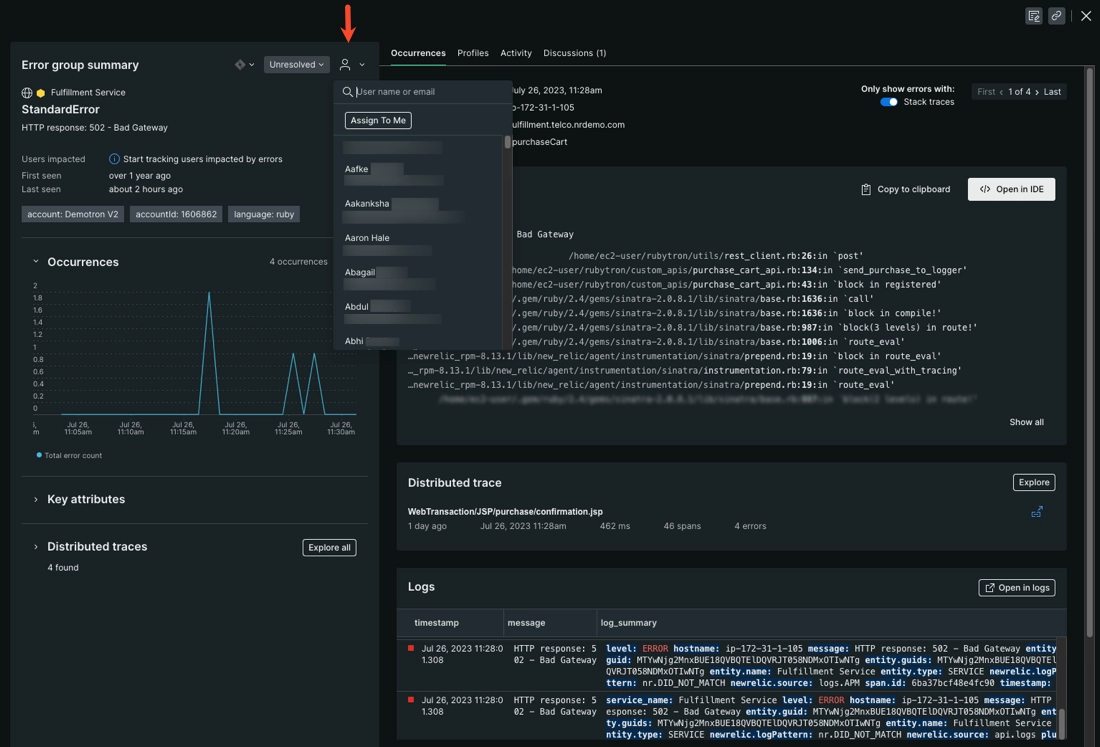 Error group summary
Unresolved
Fulfillment Service
StandardError
HTTP response: 502 - Bad Gateway
Users impacted
Start tracking users impacted by errors
First seen
over 1 year ago
Last seen
about 2 hours ago
account: Demotron V2
accountId: 1606862
language: ruby
Occurrences
4 occurrences
2
1.8
1.6
1.4
1.2
1
0.8
0.6
0.4
0.2
0
Jul 26,
11:05am
Jul 26,
11:10am
Jul 26,
11:15am
Jul 26,
11:20am
Jul 26,
11:25am
Jul 26,
11:30am
Total error count
Key attributes
Distributed traces
Explore all
4 found
User name or email
Assign To Me
Aafke
Aakanksha
Aaron Hale
Abagail
Abdul
Abhi
Occurrences
Profiles
Activity
Discussions (1)
July 26, 2023, 11:28am
p-172-31-1-105
ulfillment.telco.nrdemo.com
purchaseCart
Only show errors with:
Stack traces
First
1 of 4
Last
Copy to clipboard
Open in IDE
Bad Gateway
/home/ec2-user/rubytron/utils/rest_client.rb:26:in `post'
home/ec2-user/rubytron/custom_apis/purchase_cart_api.rb:134:in `send_purchase_to_logger'
home/ec2-user/rubytron/custom_apis/purchase_cart_api.rb:43:in `block in registered'
/.gem/ruby/2.4/gems/sinatra-2.0.8.1/lib/sinatra/base.rb:1636:in `call'
/.gem/ruby/2.4/gems/sinatra-2.0.8.1/lib/sinatra/base.rb:1636:in `block in compile!'
/.gem/ruby/2.4/gems/sinatra-2.0.8.1/lib/sinatra/base.rb:987:in `block(3 levels) in route!'
/.gem/ruby/2.4/gems/sinatra-2.0.8.1/lib/sinatra/base.rb:1006:in `route_eval'
…newrelic_rpm-8.13.1/lib/new_relic/agent/instrumentation/sinatra/prepend.rb:19:in `block in route_eval'
…_rpm-8.13.1/lib/new_relic/agent/instrumentation/sinatra/instrumentation.rb:79:in `route_eval_with_tracing'
…newrelic_rpm-8.13.1/lib/new_relic/agent/instrumentation/sinatra/prepend.rb:19:in `route_eval'
Show all
Distributed trace
Explore
WebTransaction/JSP/purchase/confirmation.jsp
1 day ago
Jul 26, 2023 11:28am
462 ms
46 spans
4 errors
Logs
Open in logs
timestamp
message
log_summary
Jul 26, 2023 11:28:0
1.308
HTTP response: 5
02 - Bad Gateway
level: ERROR hostname: ip-172-31-1-105 message: HTTP response: 502 - Bad Gateway entity
guid: MTYwNjg2MnxBUE18QVBQTElDQVRJT058NDMxOTIwNTg entity.guids: MTYwNjg2MnxBUE18QVBQTEl
QVRJT058NDMxOTIwNTg entity.name: Fulfillment Service entity.type: SERVICE newrelic.logP
ttern: nr.DID_NOT_MATCH newrelic.source: logs.APM span.id: 6ba37bcf48e4fc90 timestamp:
Jul 26, 2023 11:28:0
1.308
HTTP response: 5
02 - Bad Gateway
service_name: Fulfillment Service level: ERROR hostname: ip-172-31-1-105 message: HTTP
esponse: 502 - Bad Gateway entity.guid: MTYwNjg2MnxBUE18QVBQTElDQVRJT058NDMxOTIwNTg ent
ty.guids: MTYwNjg2MnxBUE18QVBQTElDQVRJT058NDMxOTIwNTg entity.name: Fulfillment Service
ntity.type: SERVICE newrelic.logPattern: nr.DID_NOT_MATCH newrelic.source: api.logs plu